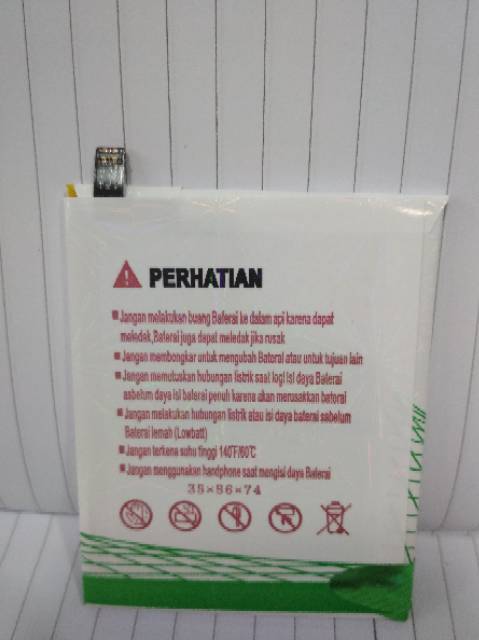 PERHATIAN
Jangan melakukan buang Baterai ke dalam api karena dapat
meledak,Baterai juga dapat meledak jika rusak
Jangan membongkar untuk mengubah Baterai atau untuk tujuan lain
Jangan memutuskan hubungan listrik saat lagi isi daya Baterai
sabelum daya isi baterai penuh karena akan merusakkan baterai
Jangan melakukan hubungan listrik atau isi daya baterai sabelum
Baterai lemah (Lowbatt)
Jangan terkena suhu tinggi 140°F/60°C
Jangan menggunakan handphone saat mengisi daya Baterai
38×86×74